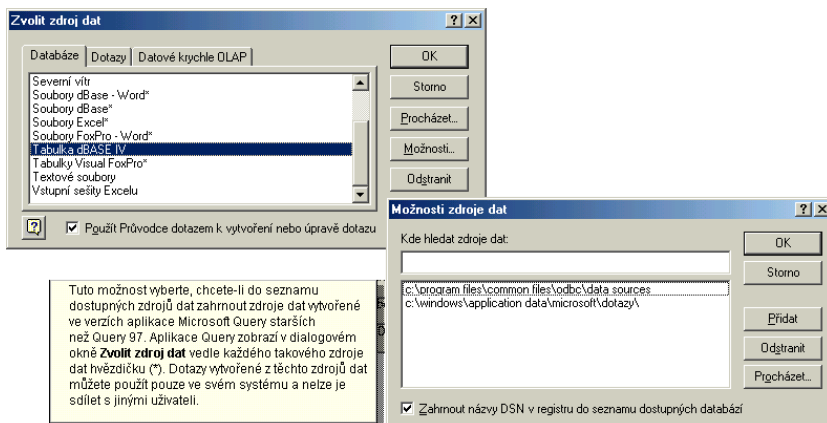 Zvolit zdroj dat
Databáze Dotazy Datové krychle OLAP
Severní vítr
Soubory dBase - Word*
Soubory dBase*
Soubory Excel*
Soubory FoxPro - Word*
Tabulka dBASE IV
Tabulky Visual FoxPro*
Textové soubory
Vstupní sešity Excelu
OK
Storno
Procházet...
Možnosti...
Odstranit
Použít Průvodce dotazem k vytvoření nebo úpravě dotazu
Možnosti zdroje dat
Kde hledat zdroje dat:
c:\program files\common files\odbc\data sources
c:\windows\application data\microsoft\dotazy\
OK
Storno
Přidat
Odstranit
Procházet...
Zahrnout názvy DSN v registru do seznamu dostupných databází
Tuto možnost vyberte, chcete-li do seznamu
dostupných zdrojů dat zahrnout zdroje dat vytvořené
ve verzích aplikace Microsoft Query starších
než Query 97. Aplikace Query zobrazí v dialogovém
okně Zvolit zdroj dat vedle každého takového zdroje
dat hvězdičku (*). Dotazy vytvořené z těchto zdrojů dat
můžete použít pouze ve svém systému a nelze je
sdílet s jinými uživateli.